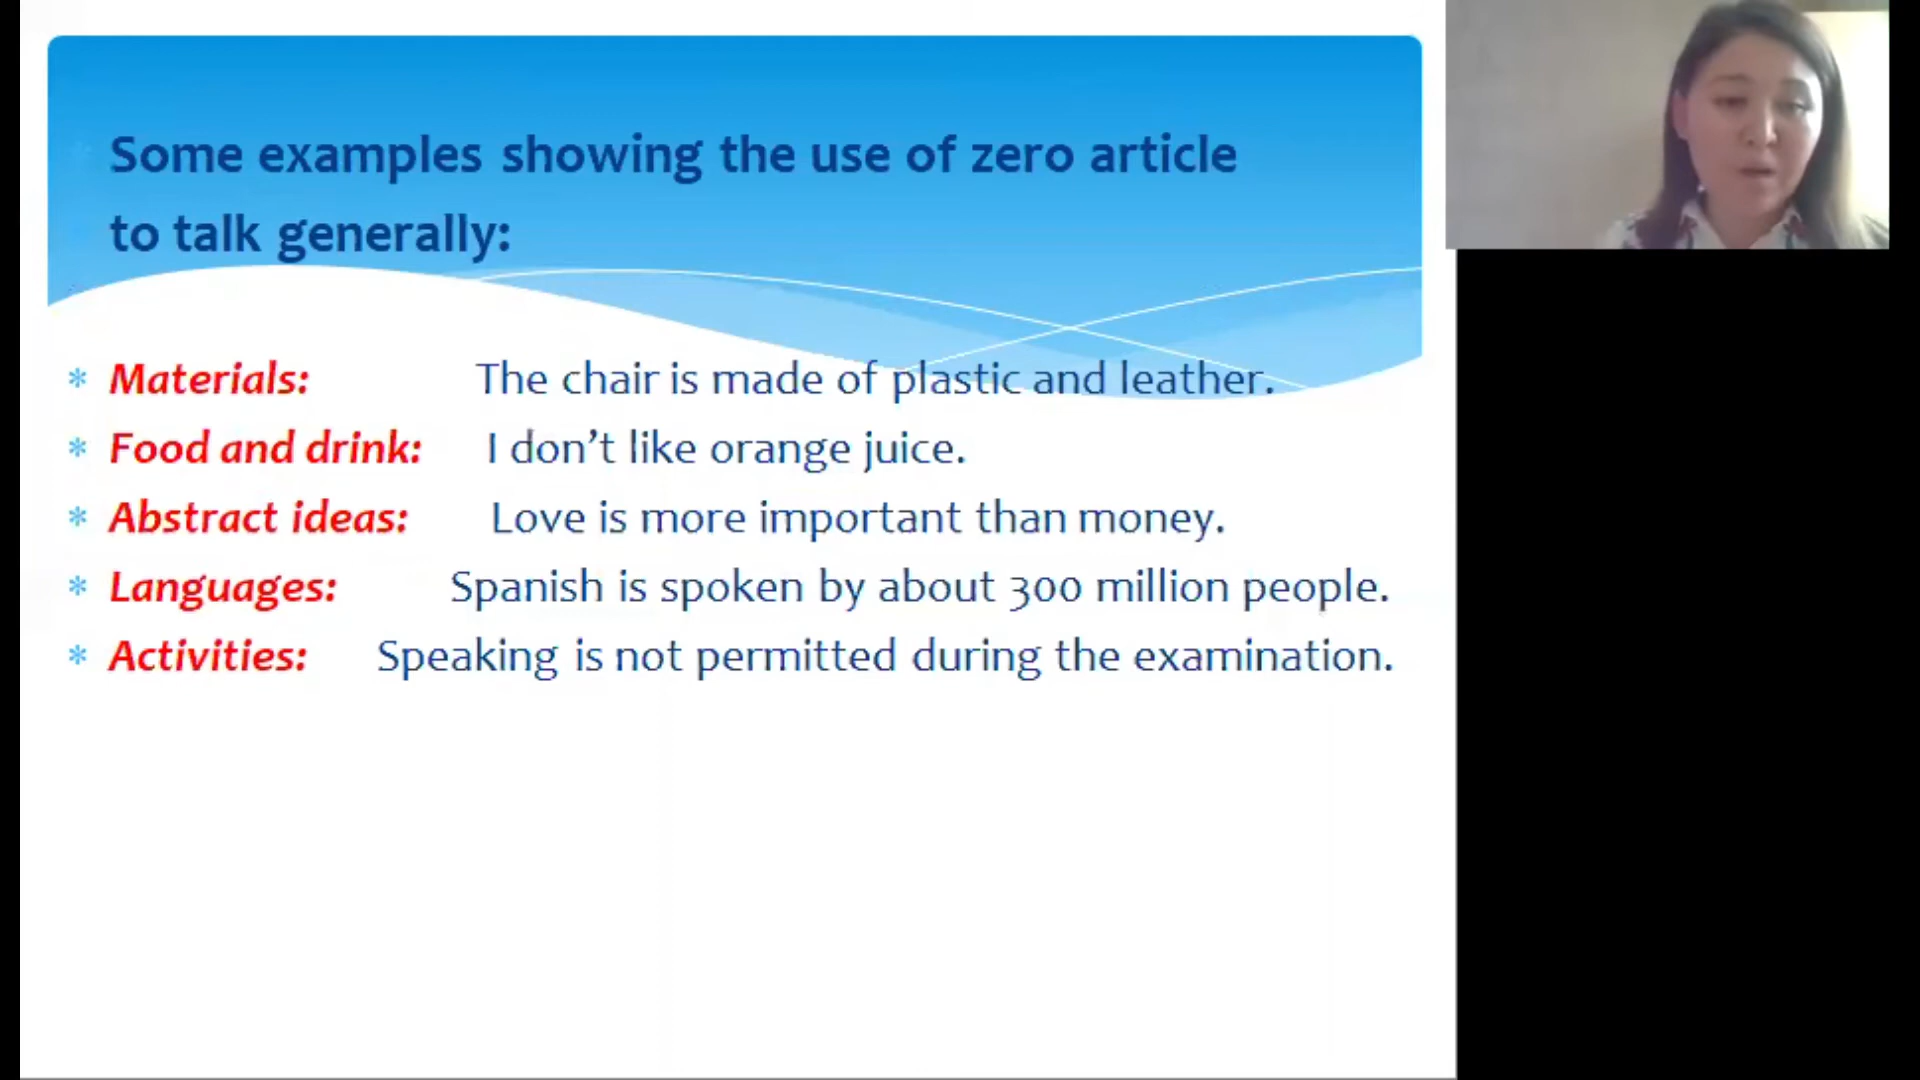 Some examples showing the use of zero article
to talk generally:
Materials: The chair is made of plastic and leather.
Food and drink: I don’t like orange juice.
Abstract ideas: Love is more important than money.
Languages: Spanish is spoken by about 300 million people.
Activities: Speaking is not permitted during the examination.